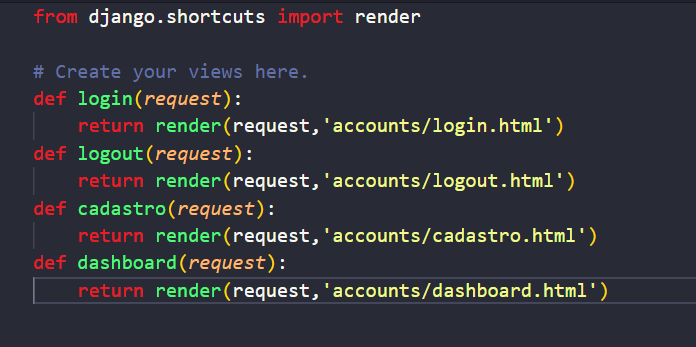 from django.shortcuts import render
# Create your views here.
def login(request):
    return render(request,'accounts/login.html')
def logout(request):
    return render(request,'accounts/logout.html')
def cadastro(request):
    return render(request,'accounts/cadastro.html')
def dashboard(request):
    return render(request,'accounts/dashboard.html')